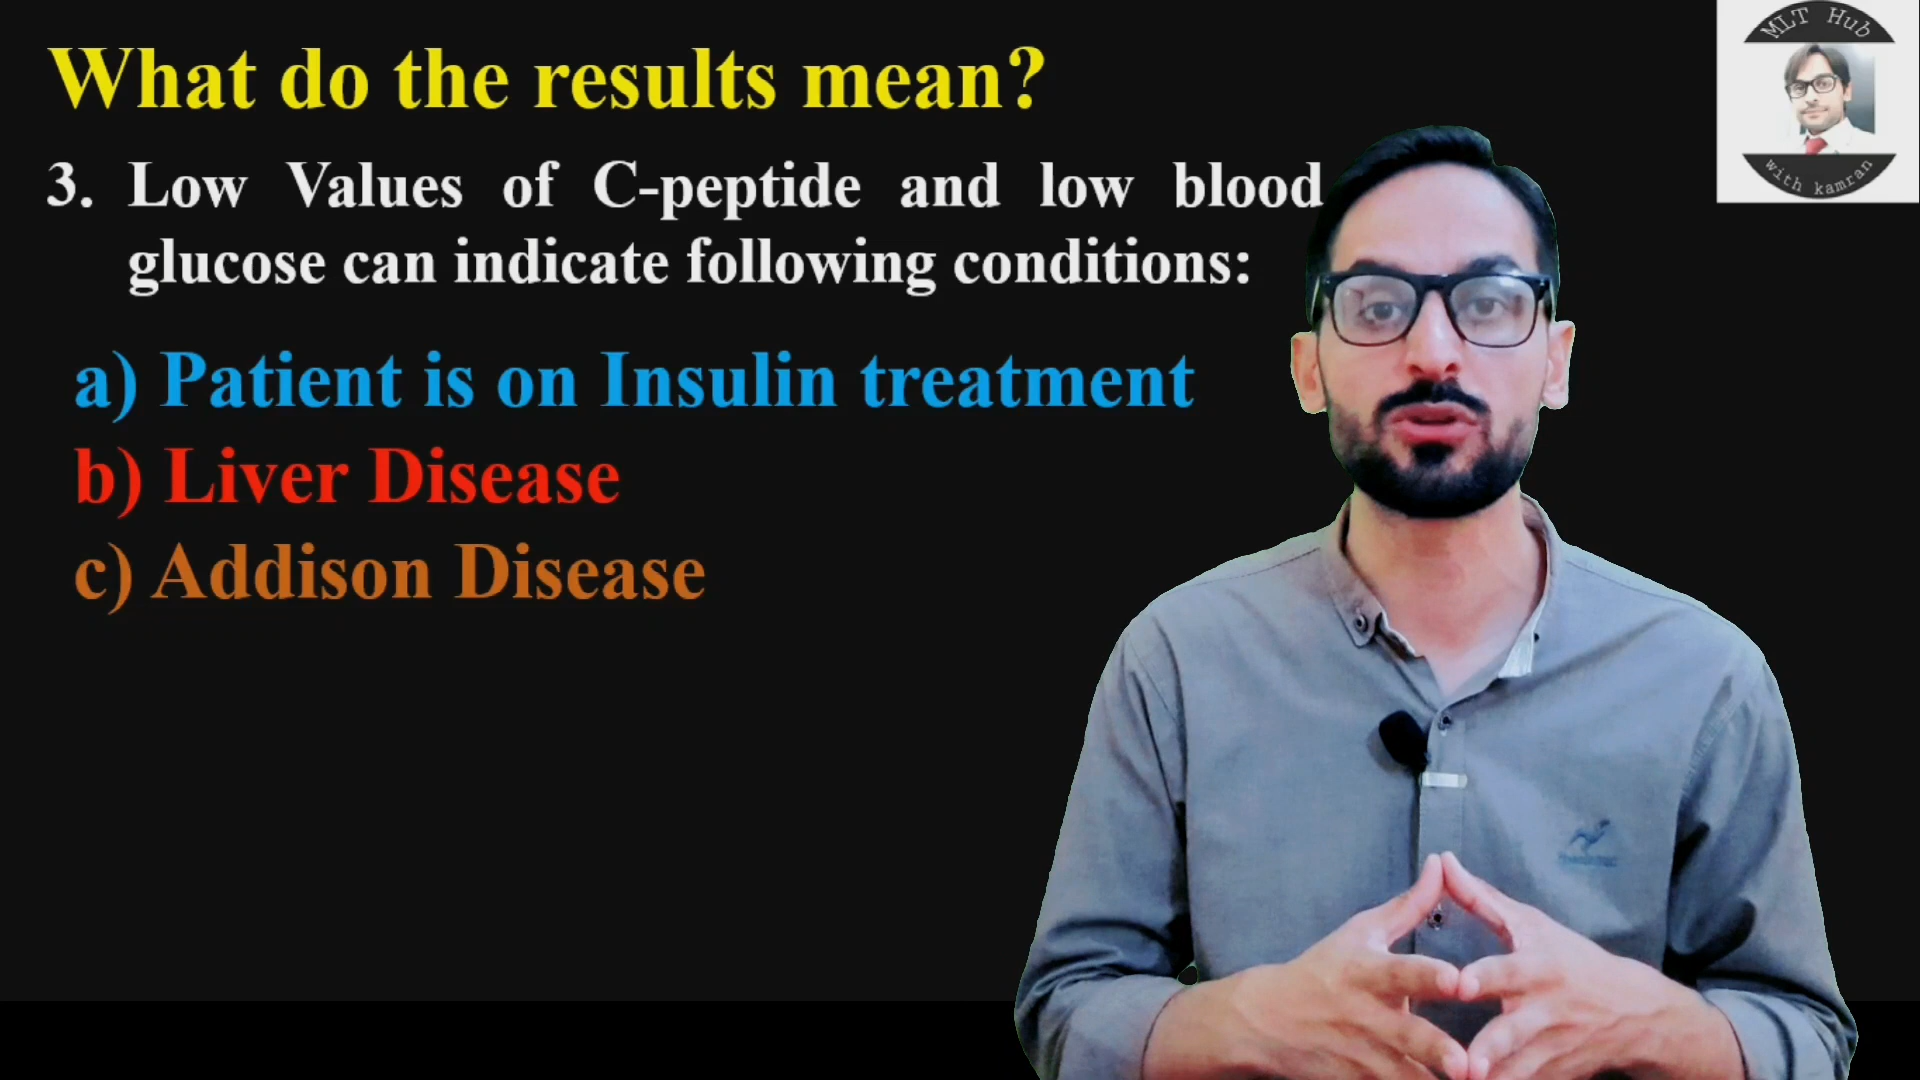 What do the results mean?
3. Low Values of C-peptide and low blood
glucose can indicate following conditions:
a) Patient is on Insulin treatment
b) Liver Disease
c) Addison Disease
MLT Hub
with kamran